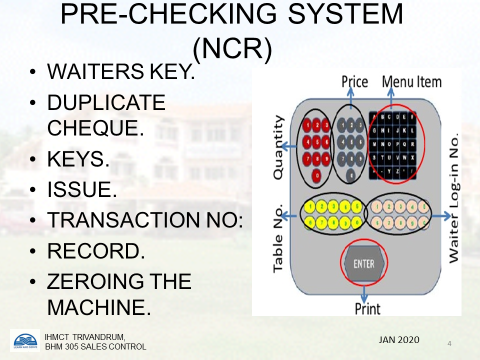 PRE-CHECKING SYSTEM
(NCR)
• WAITERS KEY.
• DUPLICATE
CHEQUE.
• KEYS.
• ISSUE.
• TRANSACTION NO:
• RECORD.
• ZEROING THE
MACHINE.
Price
Menu Item
Quantity
Table No.
Waiter Log-in No.
ENTER
Print
IHMCT TRIVANDRUM,
BHM 305 SALES CONTROL
JAN 2020
4